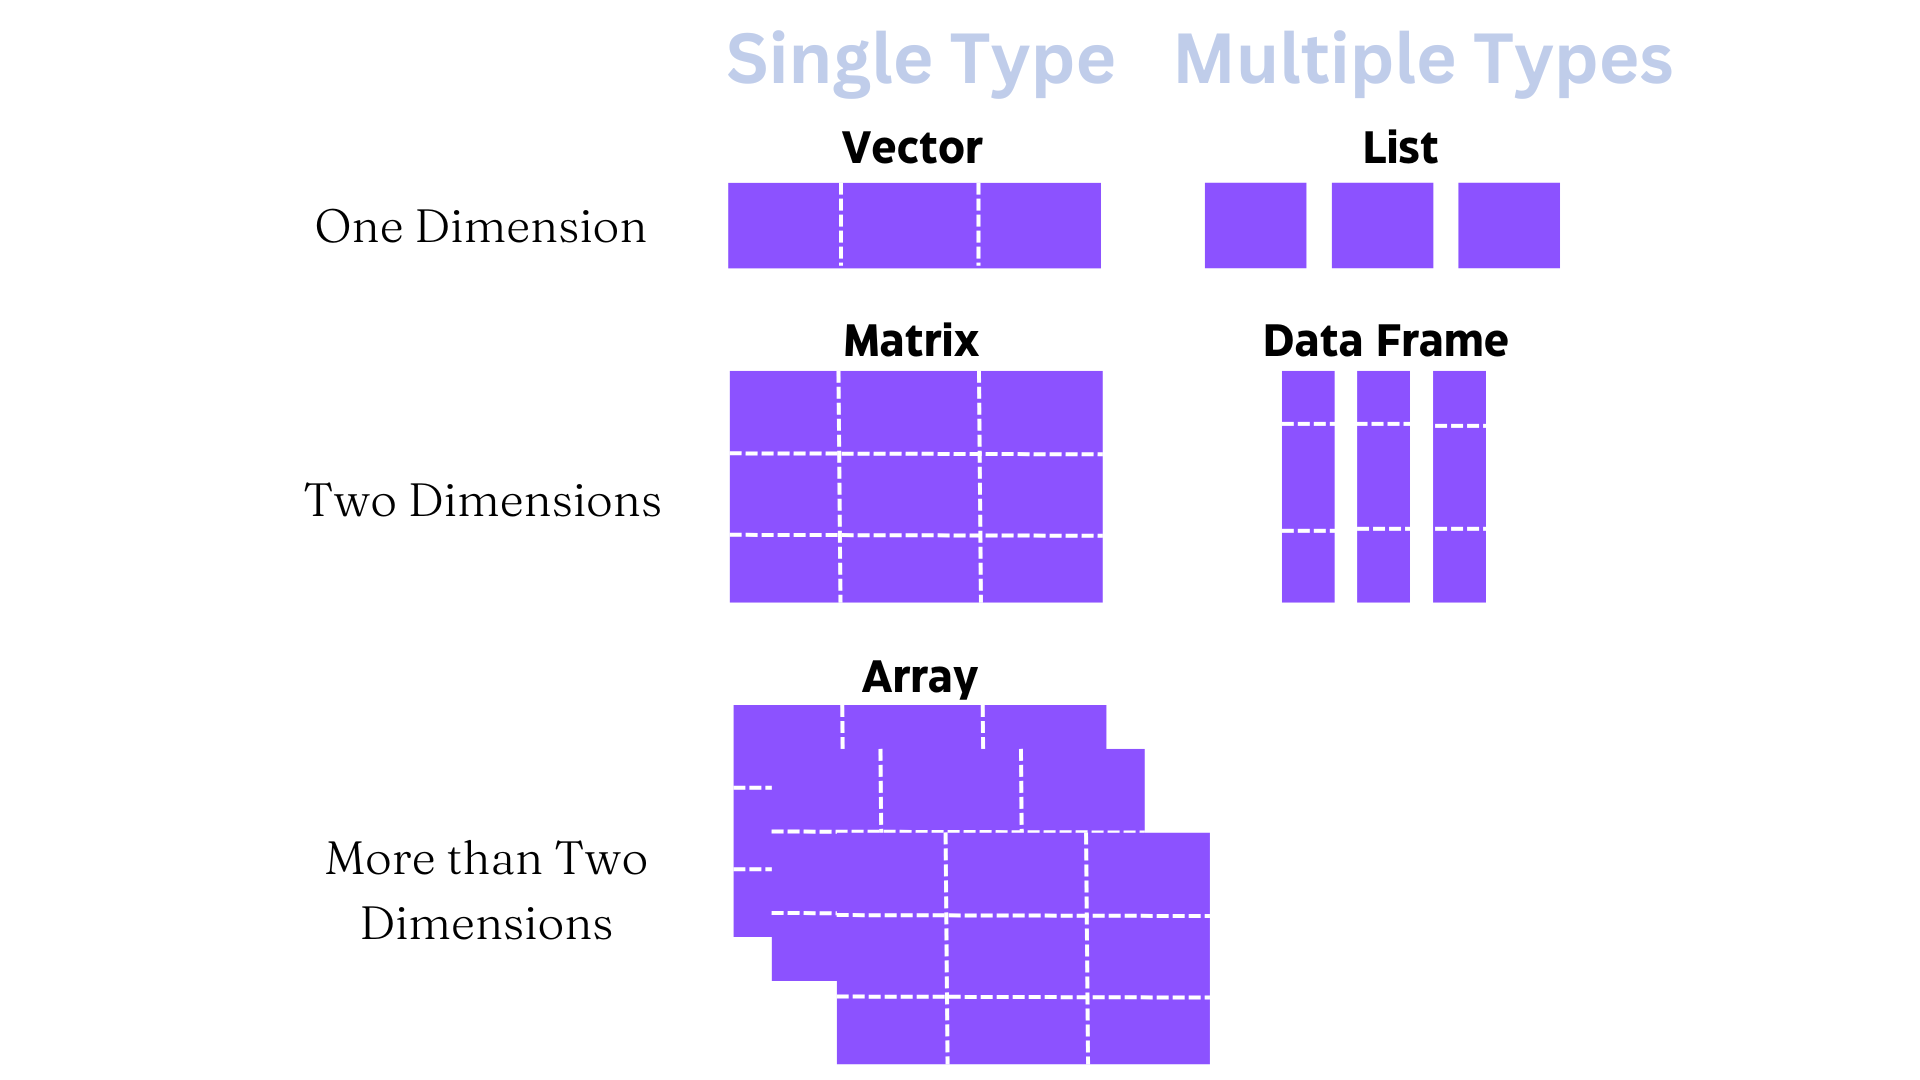 Single Type Multiple Types
Vector List
One Dimension
Matrix Data Frame
Two Dimensions
Array
More than Two
Dimensions